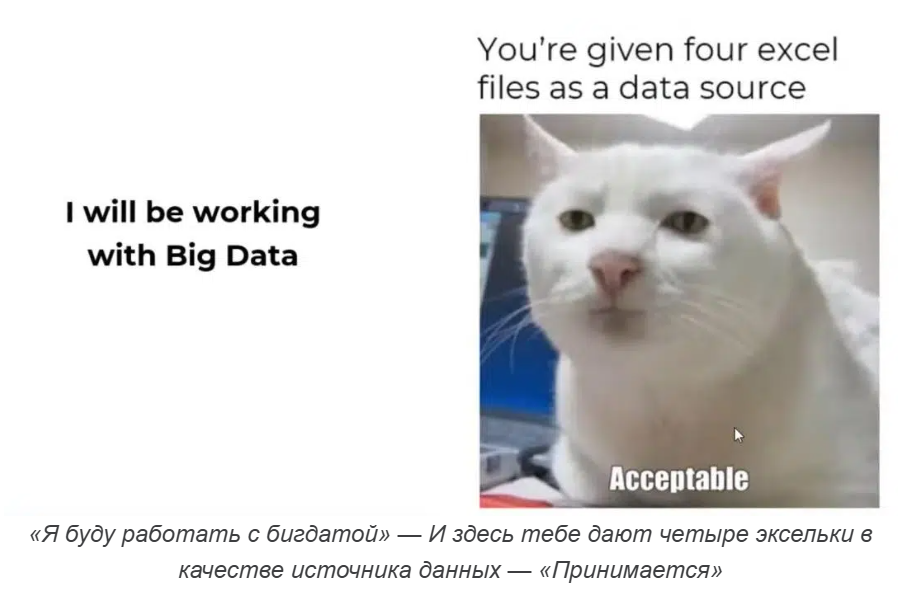 You're given four excel
files as a data source
I will be working
with Big Data
Acceptable
«Я буду работать с бигдатой» — И здесь тебе дают четыре эксельки в
качестве источника данных — «Принимается»